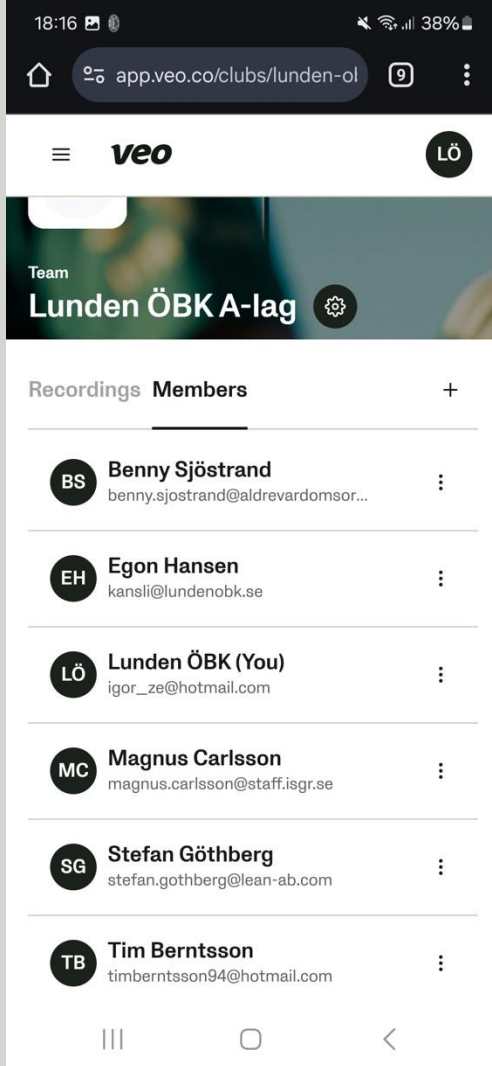 18:16
38%
app.veo.co/clubs/lunden-ol
9
veo
LÖ
Team
Lunden ÖBK A-lag
Recordings Members
BS
Benny Sjöstrand
benny.sjostrand@aldrevardomsor...
EH
Egon Hansen
kansli@lundenobk.se
LÖ
Lunden ÖBK (You)
igor_ze@hotmail.com
MC
Magnus Carlsson
magnus.carlsson@staff.isgr.se
SG
Stefan Göthberg
stefan.gothberg@lean-ab.com
TB
Tim Berntsson
timberntsson94@hotmail.com